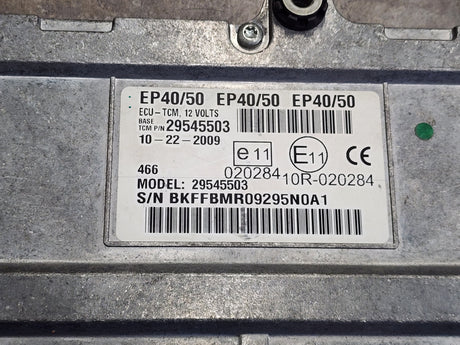 EP40/50 EP40/50 EP40/50
ECU-TCM, 12 VOLTS
BASE
TCM P/N 29545503
10-22-2009
e11 E11 CE
466 020284 10R-020284
MODEL: 29545503
S/N BKFFBMR09295N0A1